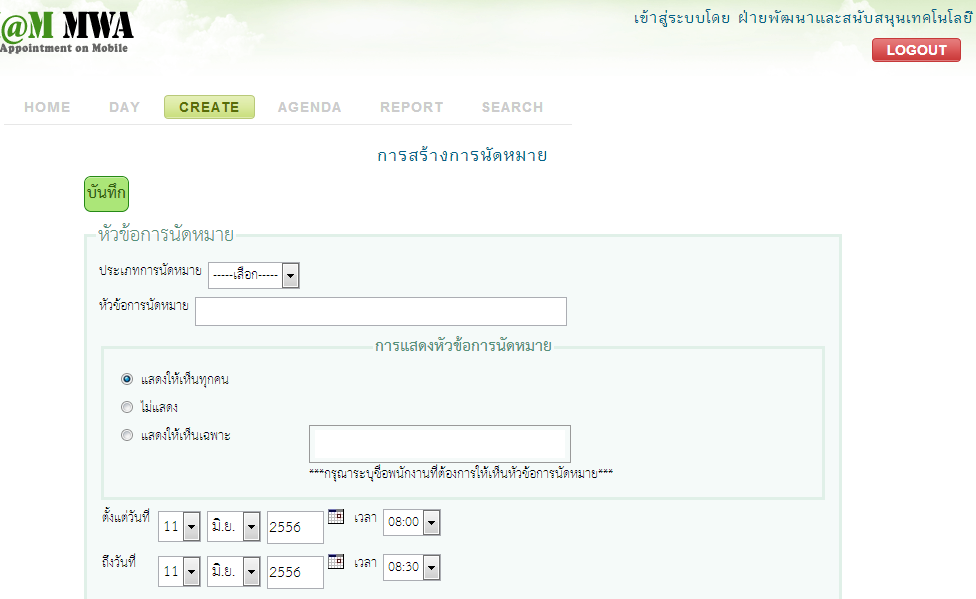 @M MWA
Appointment on Mobile
เข้าสู่ระบบโดย ฝ่ายพัฒนาและสนับสนุนเทคโนโลยี
LOGOUT
HOME DAY CREATE AGENDA REPORT SEARCH
การสร้างการนัดหมาย
บันทึก
หัวข้อการนัดหมาย
ประเภทการนัดหมาย -----เลือก-----
หัวข้อการนัดหมาย
การแสดงหัวข้อการนัดหมาย
แสดงให้เห็นทุกคน
ไม่แสดง
แสดงให้เห็นเฉพาะ
***กรุณาระบุชื่อพนักงานที่ต้องการให้เห็นหัวข้อการนัดหมาย***
ตั้งแต่วันที่ 11 มิ.ย. 2556 เวลา 08:00
ถึงวันที่ 11 มิ.ย. 2556 เวลา 08:30